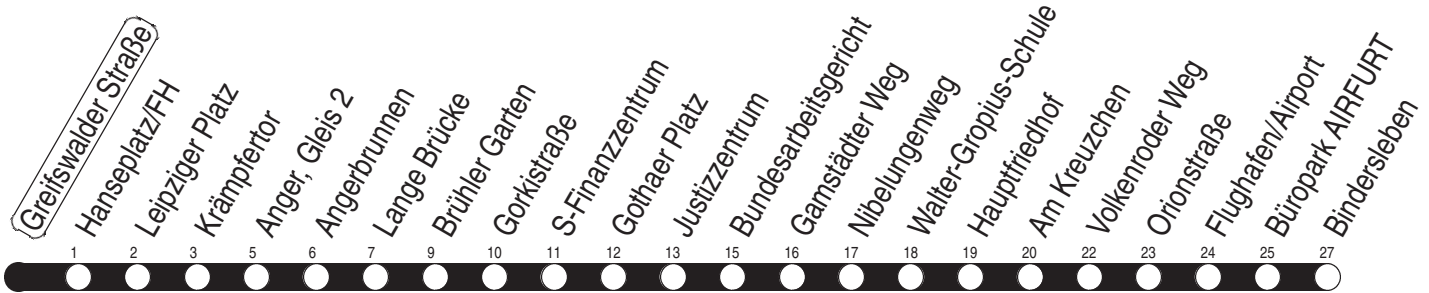 Greifswalder Straße
Hanseplatz/FH
Leipziger Platz
Krämpfertor
Anger, Gleis 2
Angerbrunnen
Lange Brücke
Brühler Garten
Gorkistraße
S-Finanzzentrum
Gothaer Platz
Justizzentrum
Bundesarbeitsgericht
Gamstädter Weg
Nibelungenweg
Walter-Gropius-Schule
Hauptfriedhof
Am Kreuzchen
Volkenroder Weg
Orionstraße
Flughafen/Airport
Büropark AIRFURT
Bindersleben
1 2 3 5 6 7 9 10 11 12 13 15 16 17 18 19 20 22 23 24 25 27